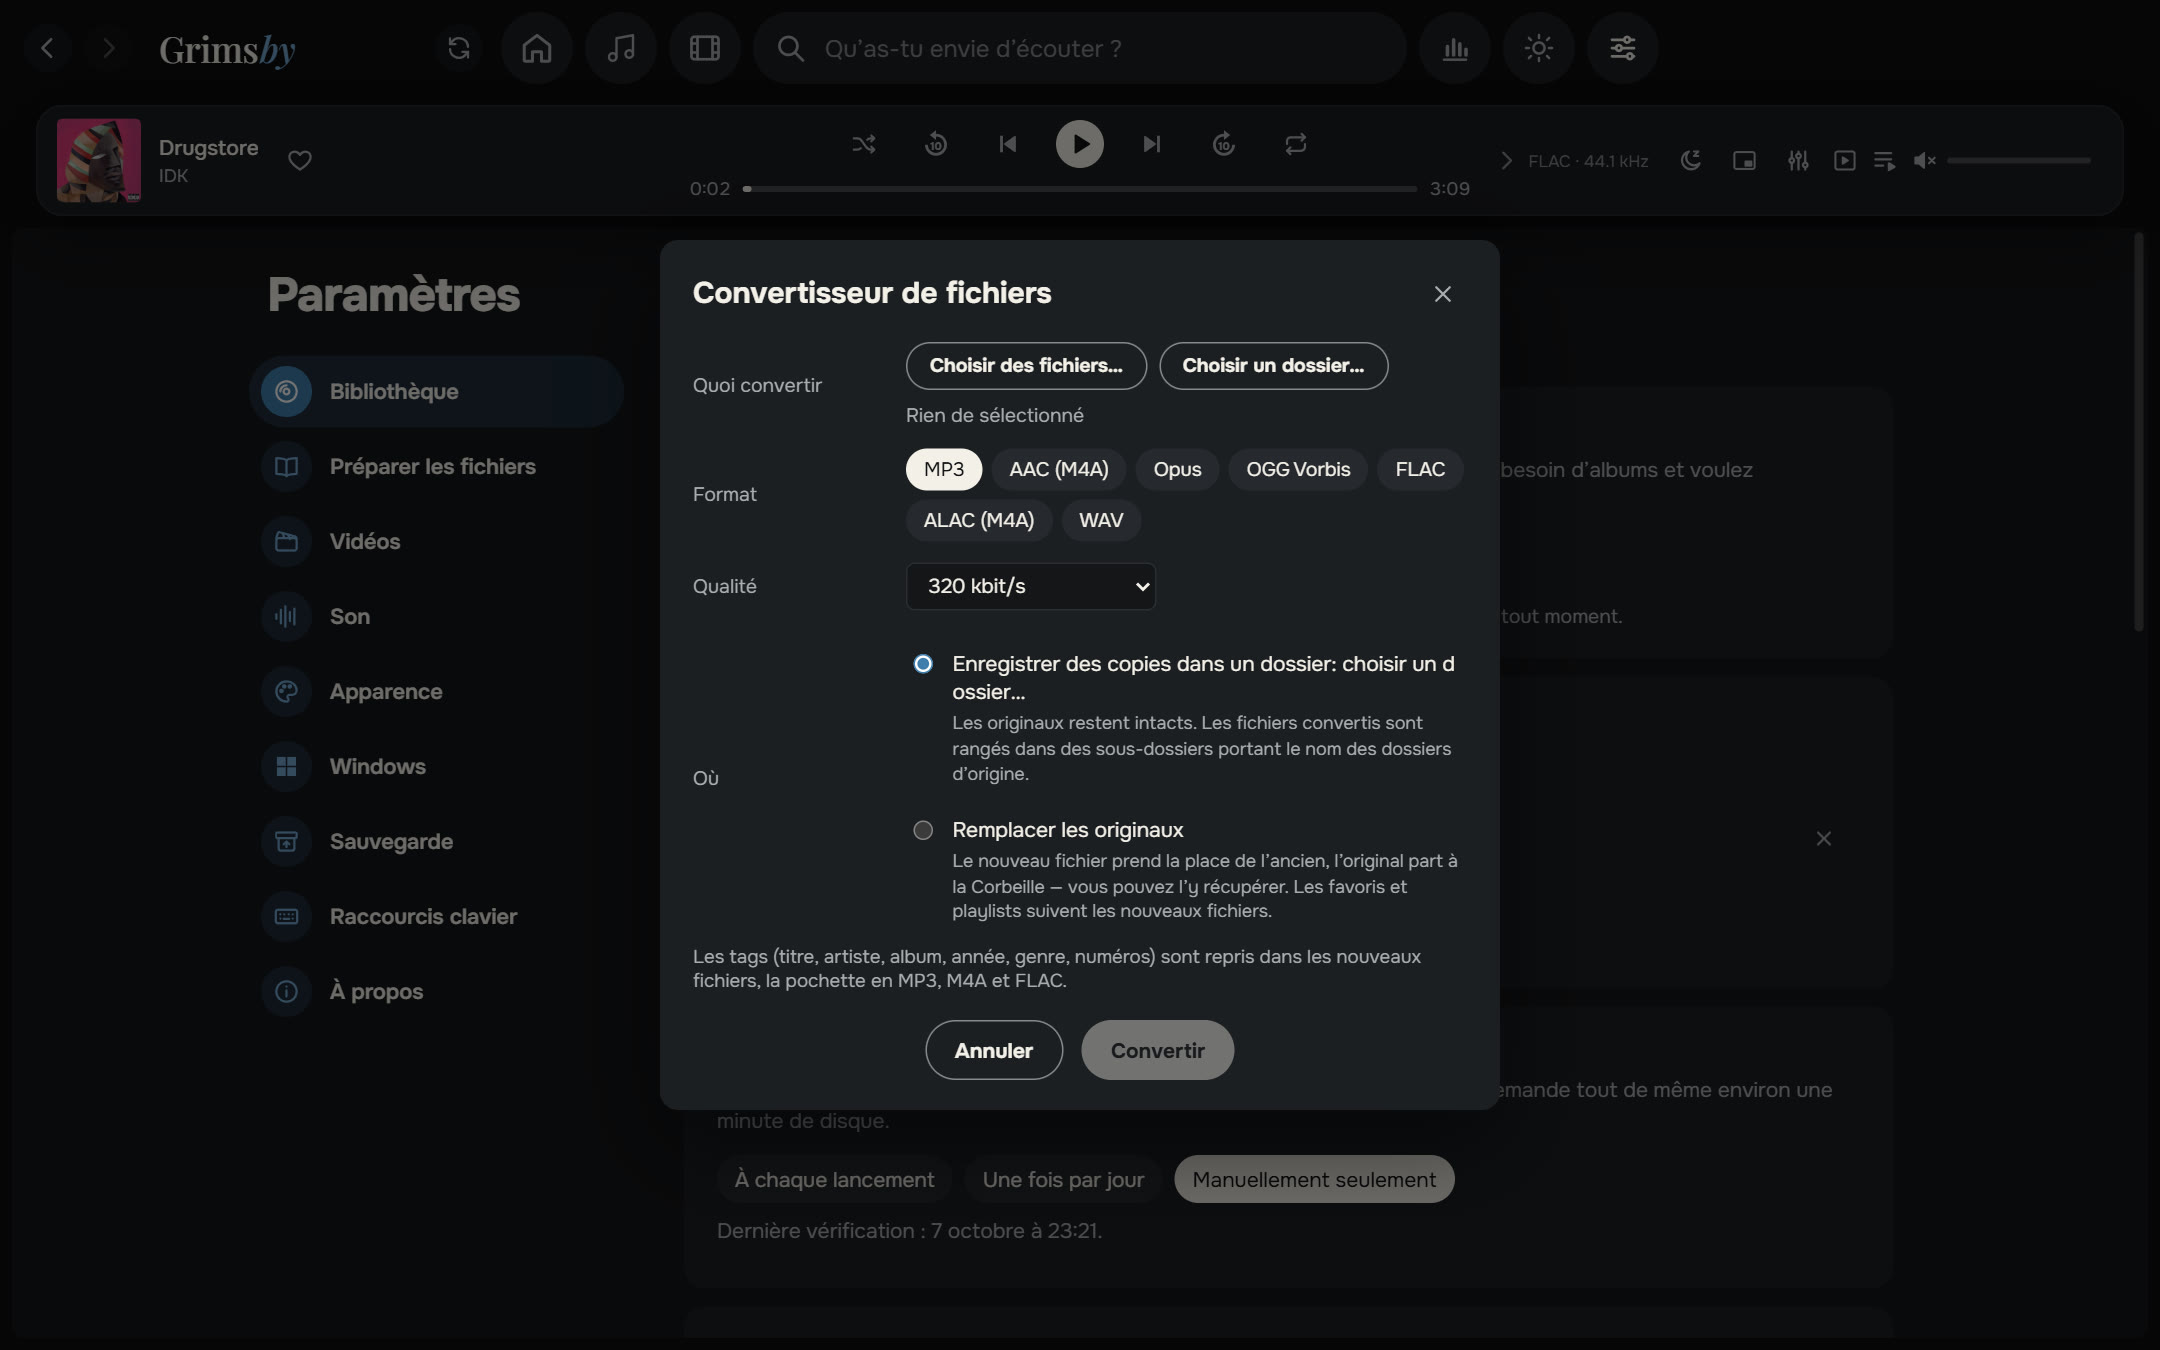 Grimsby
Qu’as-tu envie d’écouter ?
Drugstore
IDK
10
10
0:02
3:09
FLAC · 44.1 kHz
Paramètres
Bibliothèque
Préparer les fichiers
Vidéos
Son
Apparence
Windows
Sauvegarde
Raccourcis clavier
À propos
Convertisseur de fichiers
Quoi convertir
Choisir des fichiers...
Choisir un dossier...
Rien de sélectionné
Format
MP3
AAC (M4A)
Opus
OGG Vorbis
FLAC
ALAC (M4A)
WAV
Qualité
320 kbit/s
Où
Enregistrer des copies dans un dossier: choisir un d
ossier...
Les originaux restent intacts. Les fichiers convertis sont
rangés dans des sous-dossiers portant le nom des dossiers
d’origine.
Remplacer les originaux
Le nouveau fichier prend la place de l’ancien, l’original part à
la Corbeille — vous pouvez l’y récupérer. Les favoris et
playlists suivent les nouveaux fichiers.
Les tags (titre, artiste, album, année, genre, numéros) sont repris dans les nouveaux
fichiers, la pochette en MP3, M4A et FLAC.
Annuler
Convertir
besoin d’albums et voulez
tout moment.
emande tout de même environ une
minute de disque.
À chaque lancement
Une fois par jour
Manuellement seulement
Dernière vérification : 7 octobre à 23:21.